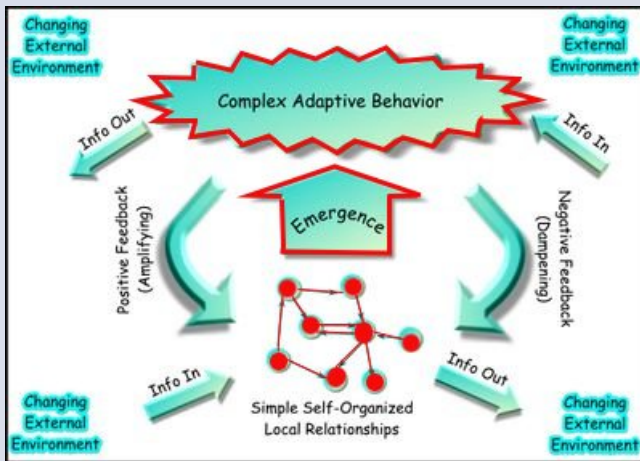 Changing
External
Environment
Changing
External
Environment
Complex Adaptive Behavior
Info Out
Info In
Positive Feedback
(Amplifying)
Emergence
Negative Feedback
(Dampening)
Info In
Info Out
Simple Self-Organized
Local Relationships
Changing
External
Environment
Changing
External
Environment